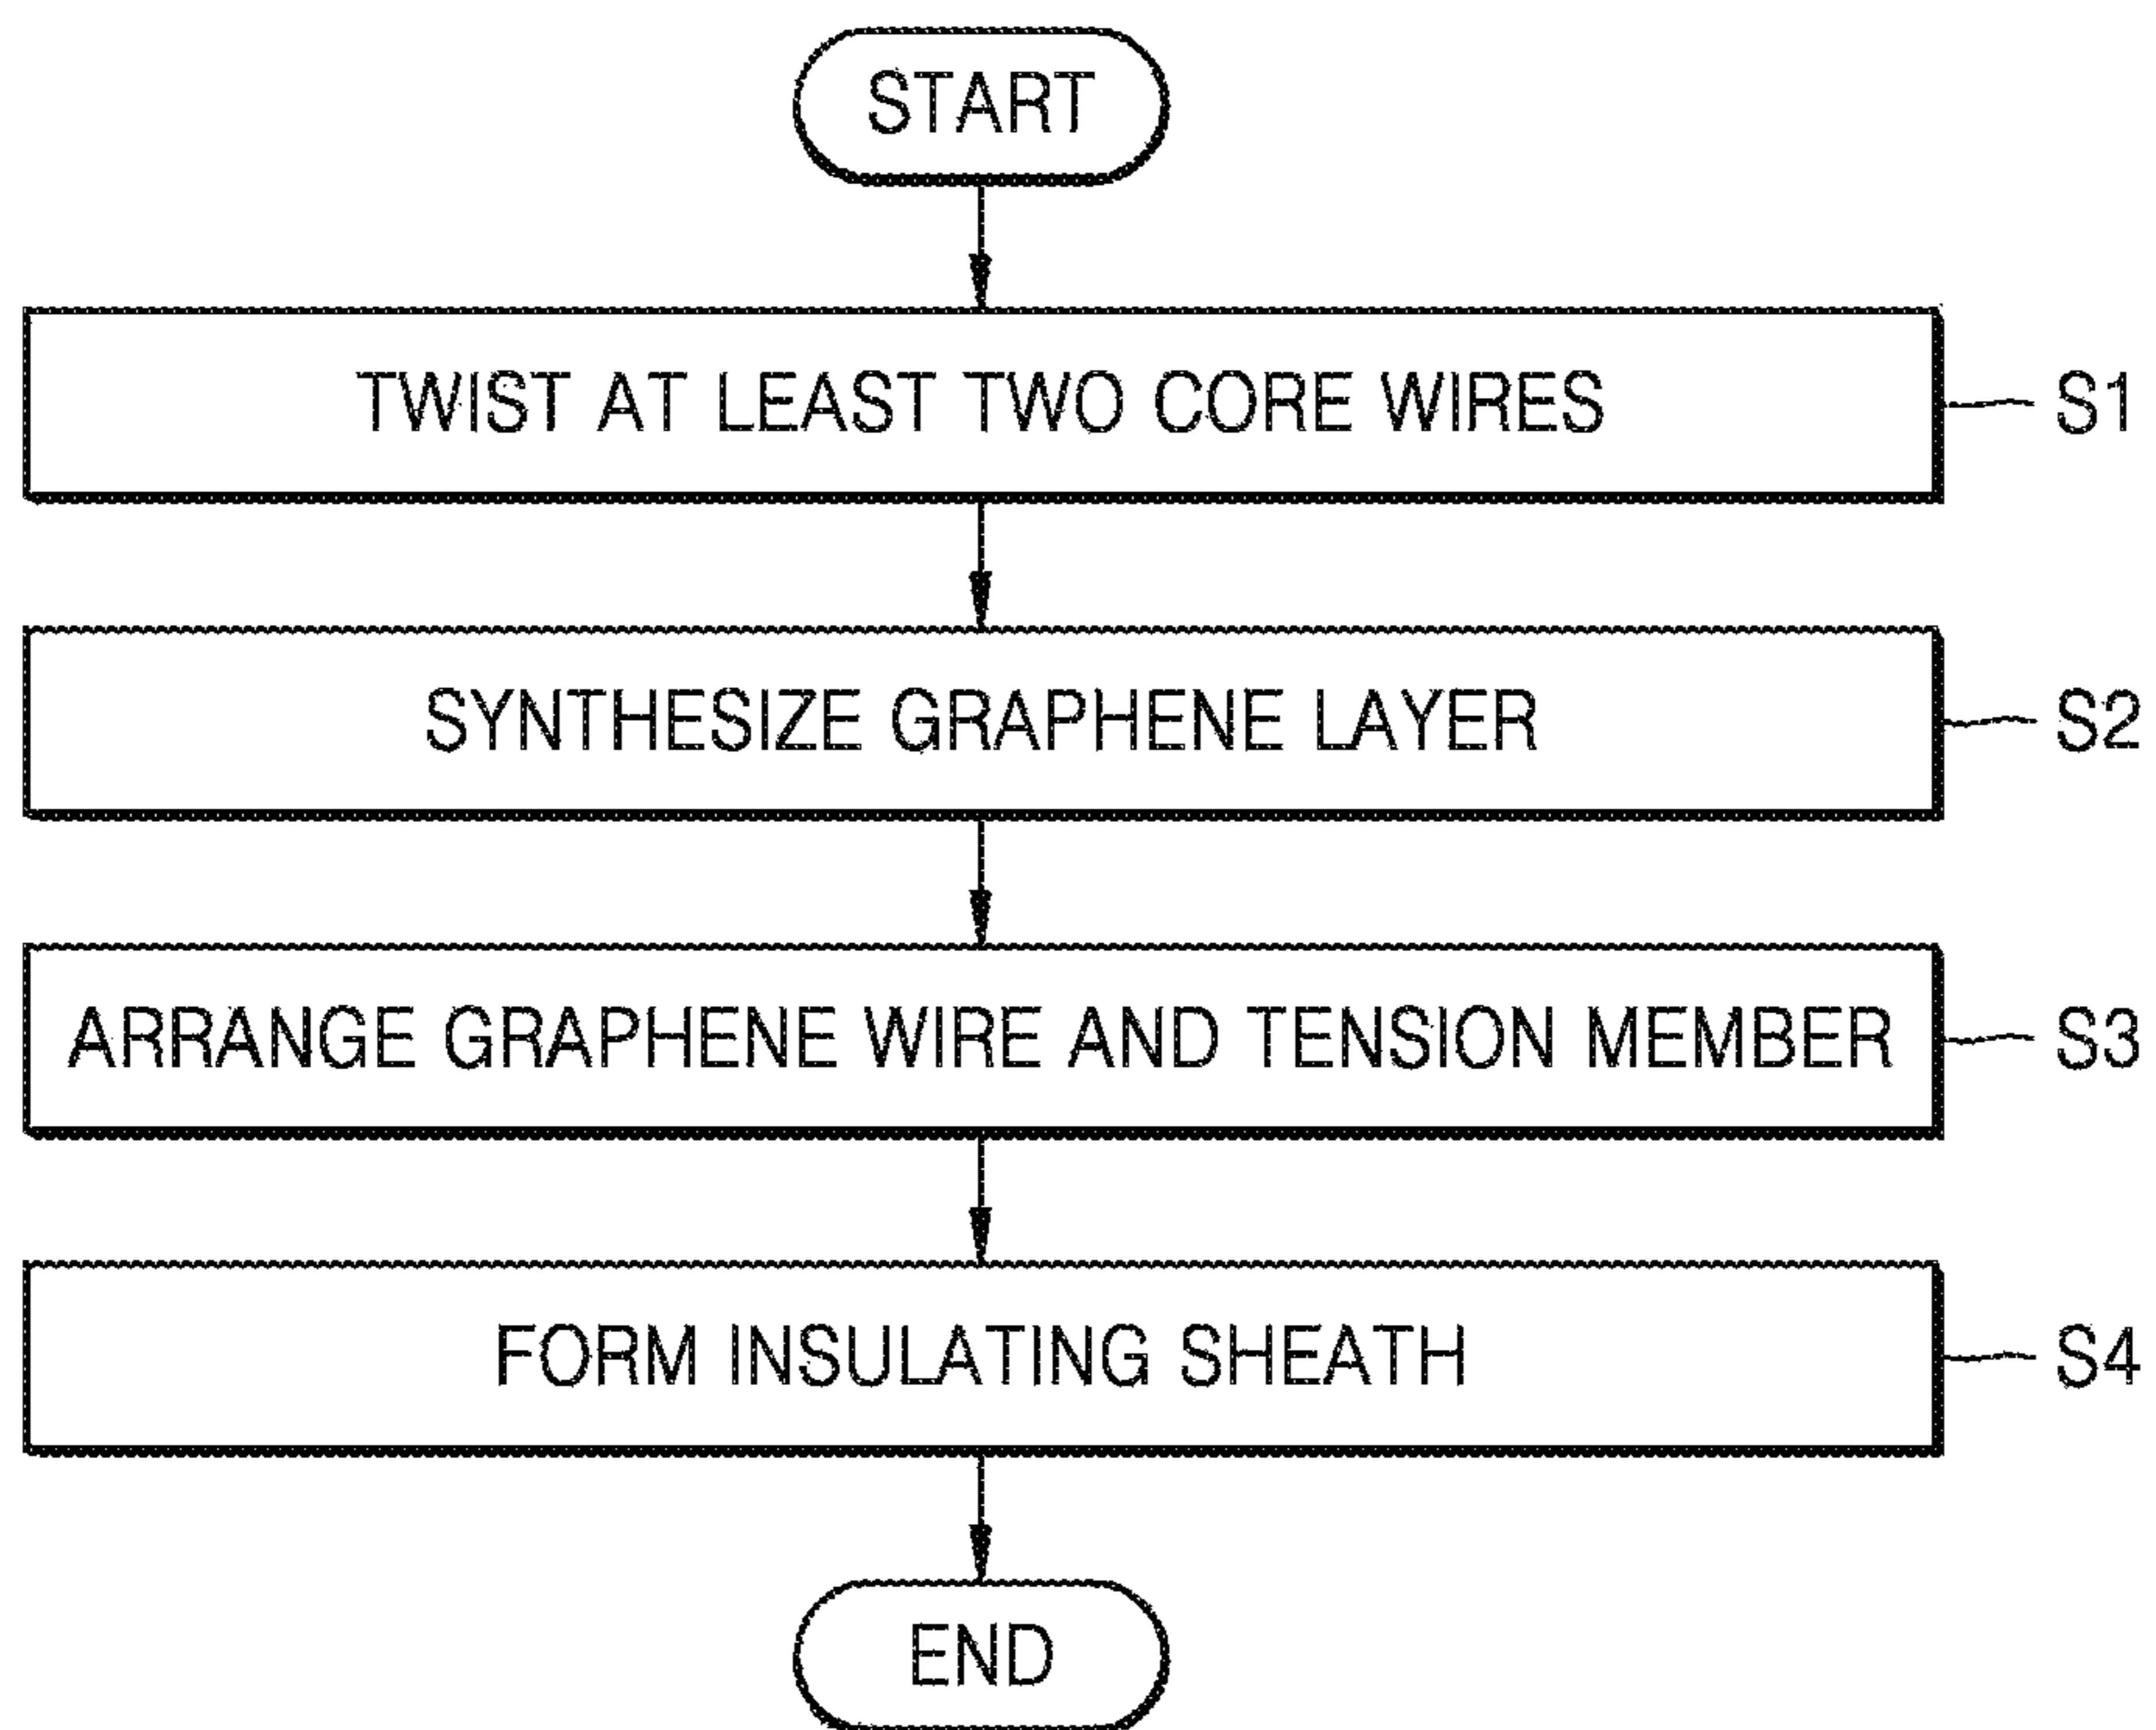 START
TWIST AT LEAST TWO CORE WIRES
S1
SYNTHESIZE GRAPHENE LAYER
S2
ARRANGE GRAPHENE WIRE AND TENSION MEMBER
S3
FORM INSULATING SHEATH
S4
END